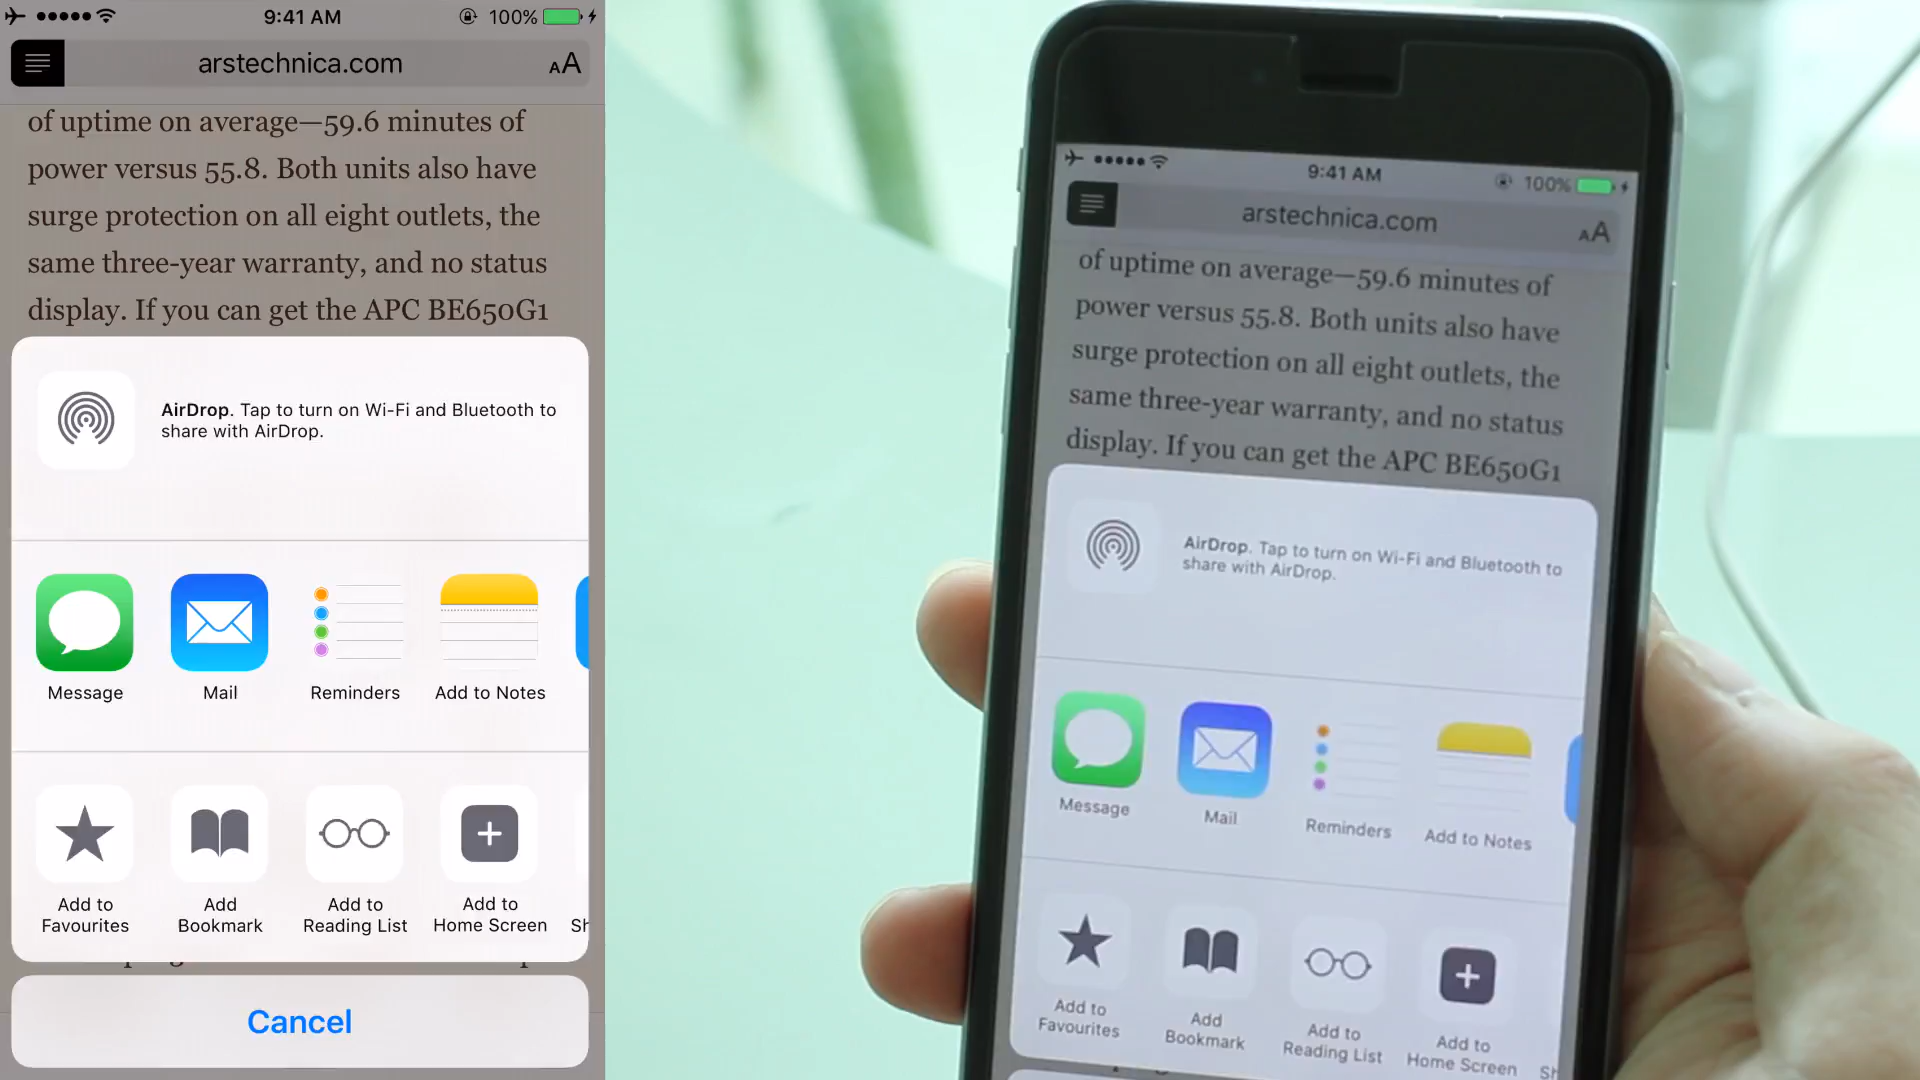 9:41 AM
100%
arstechnica.com
AA
of uptime on average—59.6 minutes of
power versus 55.8. Both units also have
surge protection on all eight outlets, the
same three-year warranty, and no status
display. If you can get the APC BE650G1
AirDrop. Tap to turn on Wi-Fi and Bluetooth to
share with AirDrop.
Message
Mail
Reminders
Add to Notes
Add to
Favourites
Add
Bookmark
Add to
Reading List
Add to
Home Screen
Sh
Cancel
9:41 AM
100%
arstechnica.com
AA
of uptime on average—59.6 minutes of
power versus 55.8. Both units also have
surge protection on all eight outlets, the
same three-year warranty, and no status
display. If you can get the APC BE650G1
AirDrop. Tap to turn on Wi-Fi and Bluetooth to
share with AirDrop.
Message
Mail
Reminders
Add to Notes
Add to
Favourites
Add
Bookmark
Add to
Reading List
Add to
Home Screen
Sh